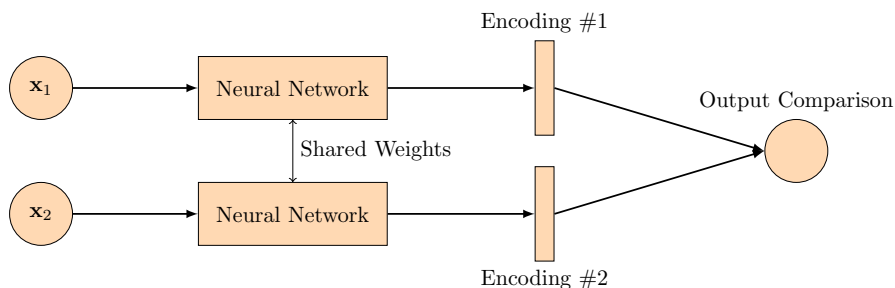 Encoding #1
x₁
Neural Network
Output Comparison
Shared Weights
x₂
Neural Network
Encoding #2